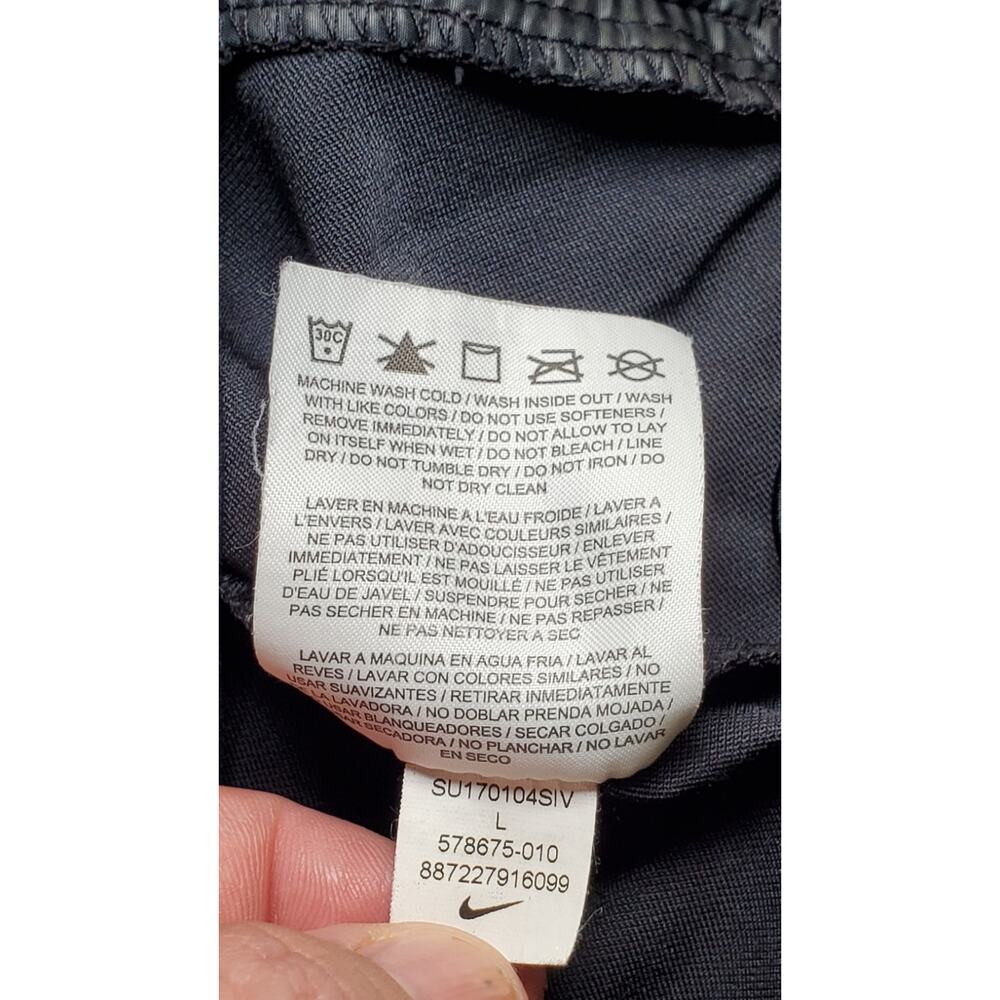 30C
MACHINE WASH COLD / WASH INSIDE OUT / WASH
WITH LIKE COLORS / DO NOT USE SOFTENERS /
REMOVE IMMEDIATELY / DO NOT ALLOW TO LAY
ON ITSELF WHEN WET / DO NOT BLEACH / LINE
DRY / DO NOT TUMBLE DRY / DO NOT IRON / DO
NOT DRY CLEAN
LAVER EN MACHINE A L'EAU FROIDE / LAVER A
L'ENVERS / LAVER AVEC COULEURS SIMILAIRES /
NE PAS UTILISER D'ADOUCISSEUR / ENLEVER
IMMEDIATEMENT / NE PAS LAISSER LE VÊTEMENT
PLIÉ LORSQU'IL EST MOUILLÉ / NE PAS UTILISER
D'EAU DE JAVEL / SUSPENDRE POUR SECHER / NE
PAS SECHER EN MACHINE / NE PAS REPASSER /
NE PAS NETTOYER A SEC
LAVAR A MAQUINA EN AGUA FRIA / LAVAR AL
REVES / LAVAR CON COLORES SIMILARES / NO
USAR SUAVIZANTES / RETIRAR INMEDIATAMENTE
LA LAVADORA / NO DOBLAR PRENDA MOJADA /
USAR BLANQUEADORES / SECAR COLGADO /
SECADORA / NO PLANCHAR / NO LAVAR
EN SECO
SU170104SIV
L
578675-010
887227916099